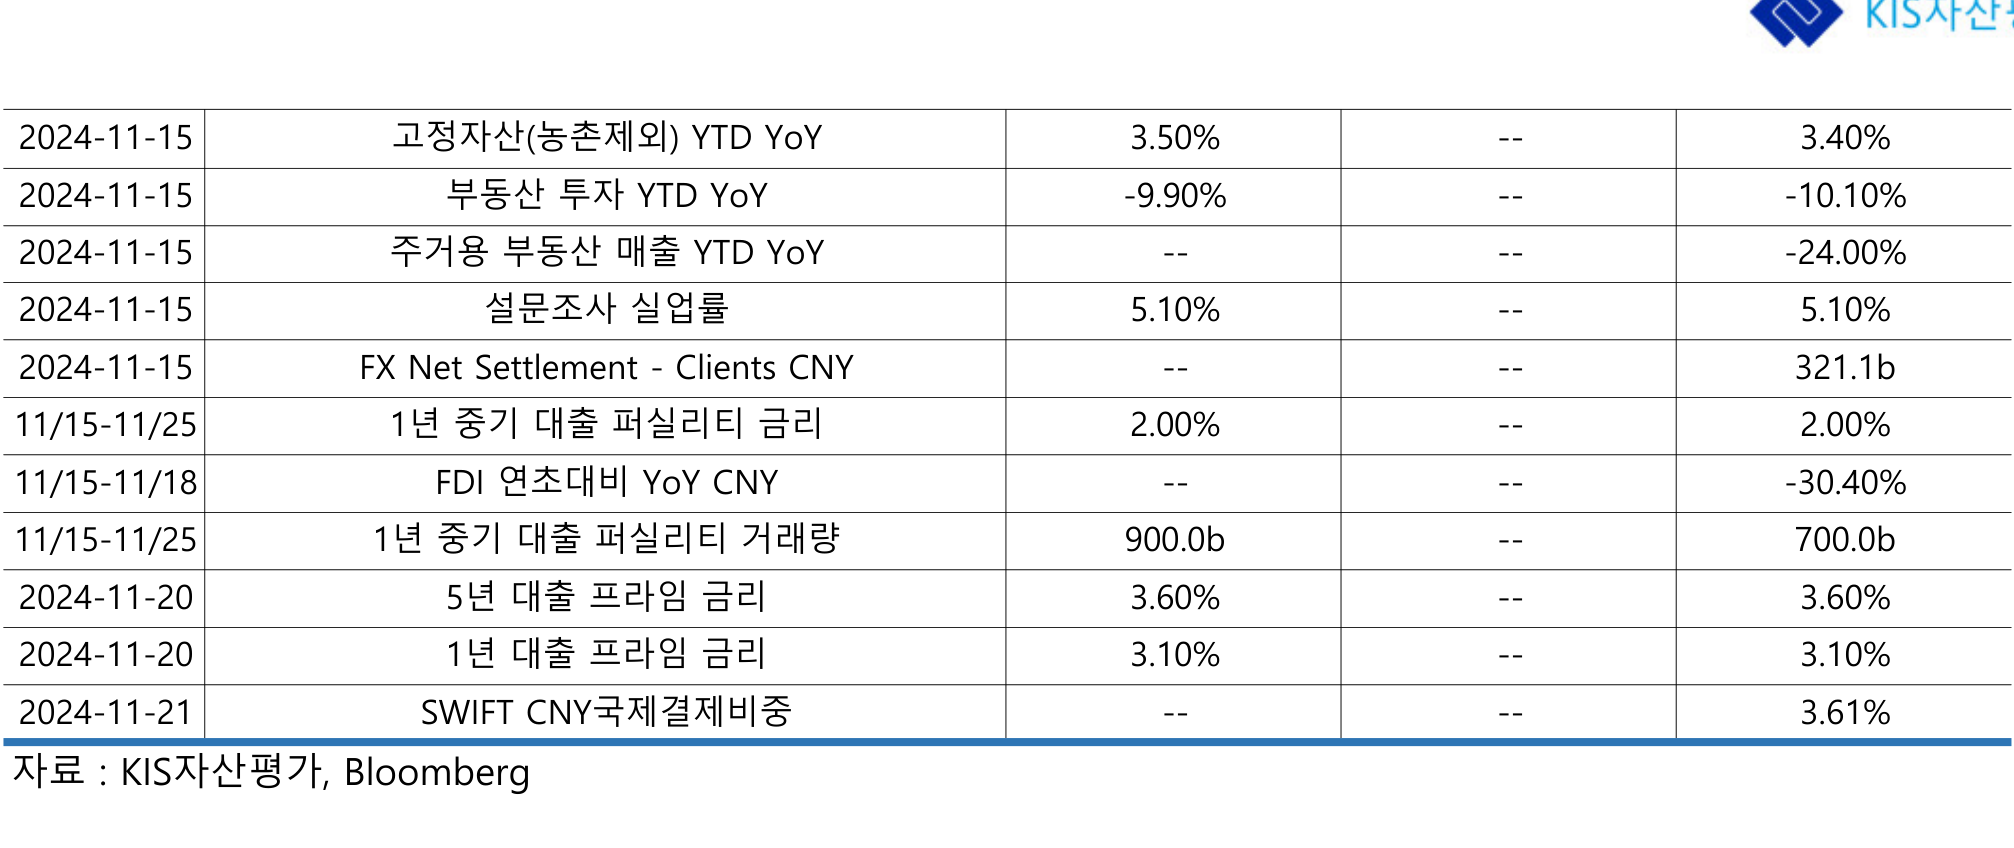 KIS자산
2024-11-15 고정자산(농촌제외) YTD YoY 3.50% -- 3.40%
2024-11-15 부동산 투자 YTD YoY -9.90% -- -10.10%
2024-11-15 주거용 부동산 매출 YTD YoY -- -- -24.00%
2024-11-15 설문조사 실업률 5.10% -- 5.10%
2024-11-15 FX Net Settlement - Clients CNY -- -- 321.1b
11/15-11/25 1년 중기 대출 퍼실리티 금리 2.00% -- 2.00%
11/15-11/18 FDI 연초대비 YoY CNY -- -- -30.40%
11/15-11/25 1년 중기 대출 퍼실리티 거래량 900.0b -- 700.0b
2024-11-20 5년 대출 프라임 금리 3.60% -- 3.60%
2024-11-20 1년 대출 프라임 금리 3.10% -- 3.10%
2024-11-21 SWIFT CNY국제결제비중 -- -- 3.61%
자료 : KIS자산평가, Bloomberg